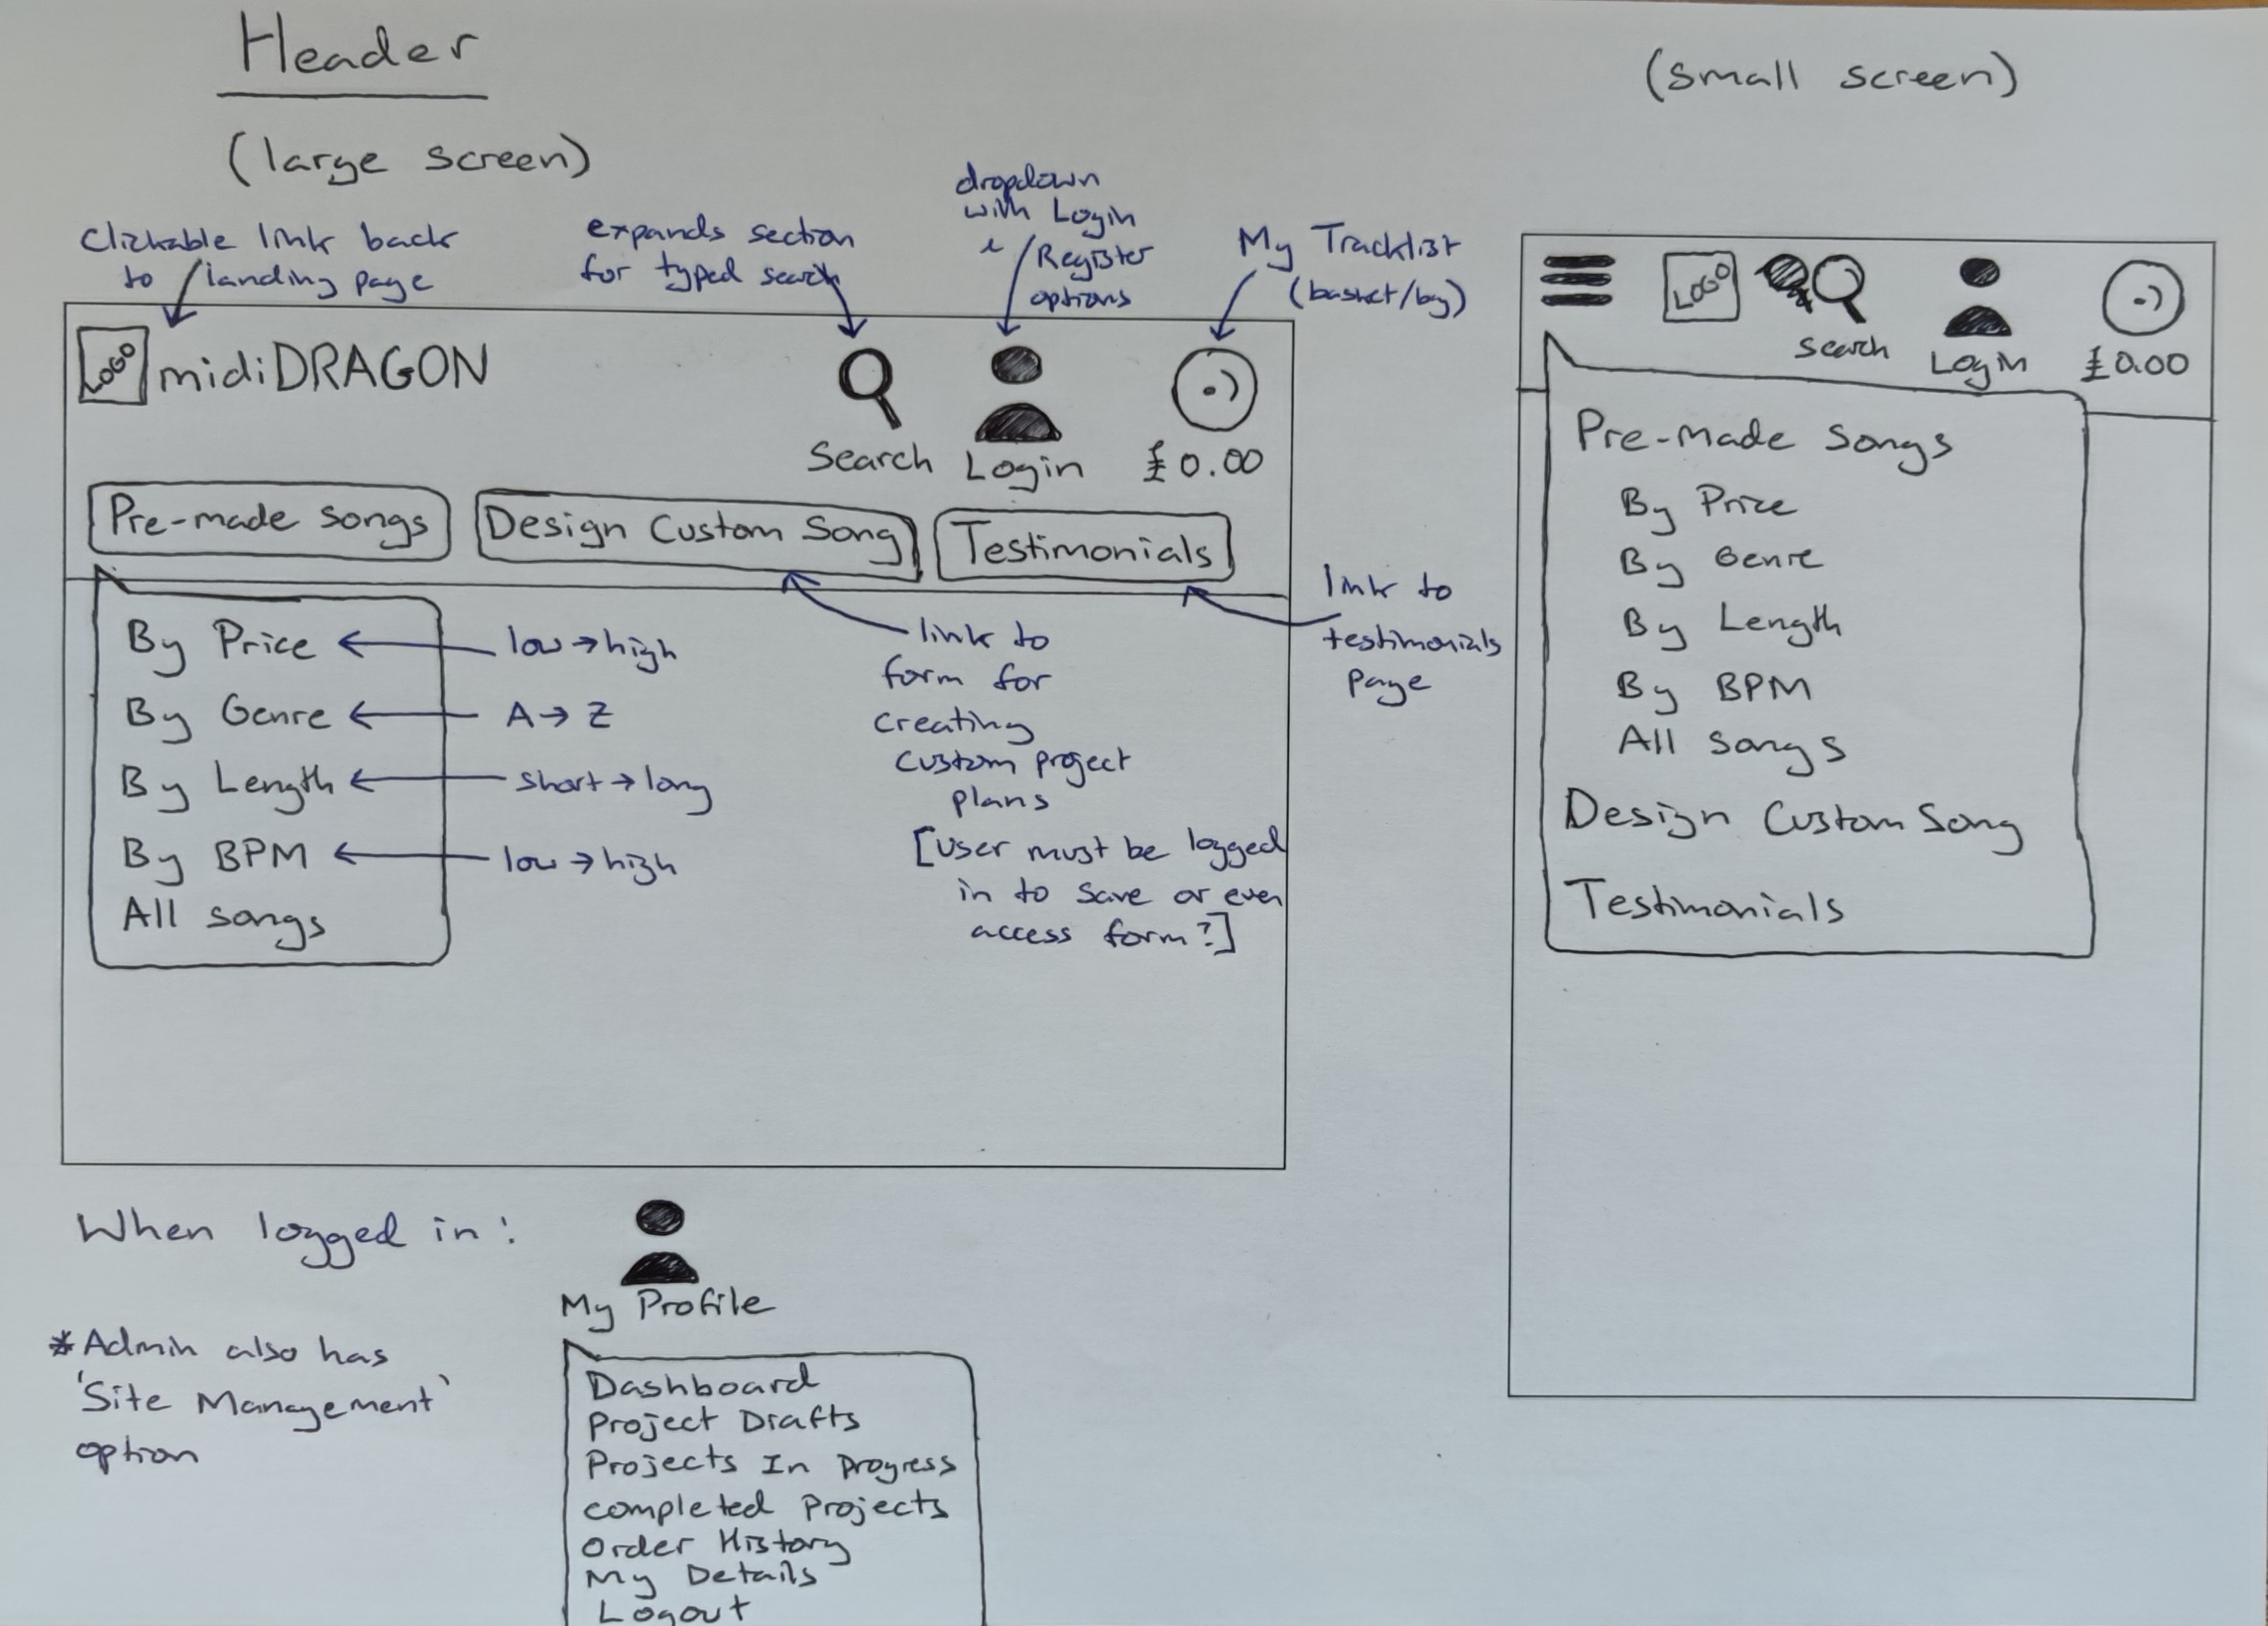 Header
(large screen)
clickable link back
to landing page
expands section
for typed search
dropdown
with Login
& Register
options
My Tracklist
(basket/bag)
LOGO
midiDRAGON
Search
Login
£0.00
Pre-made songs
Design Custom Song
Testimonials
By Price
low → high
By Genre
A → Z
By Length
short → long
By BPM
low → high
All songs
link to
form for
creating
custom project
plans
[user must be logged
in to save or even
access form?]
link to
testimonials
page
When logged in:
*Admin also has
'Site Management'
option
My Profile
Dashboard
Project Drafts
Projects In Progress
completed Projects
Order History
My Details
Logout
(small screen)
LOGO
Search
Login
£0.00
Pre-made songs
By Price
By Genre
By Length
By BPM
All songs
Design Custom Song
Testimonials